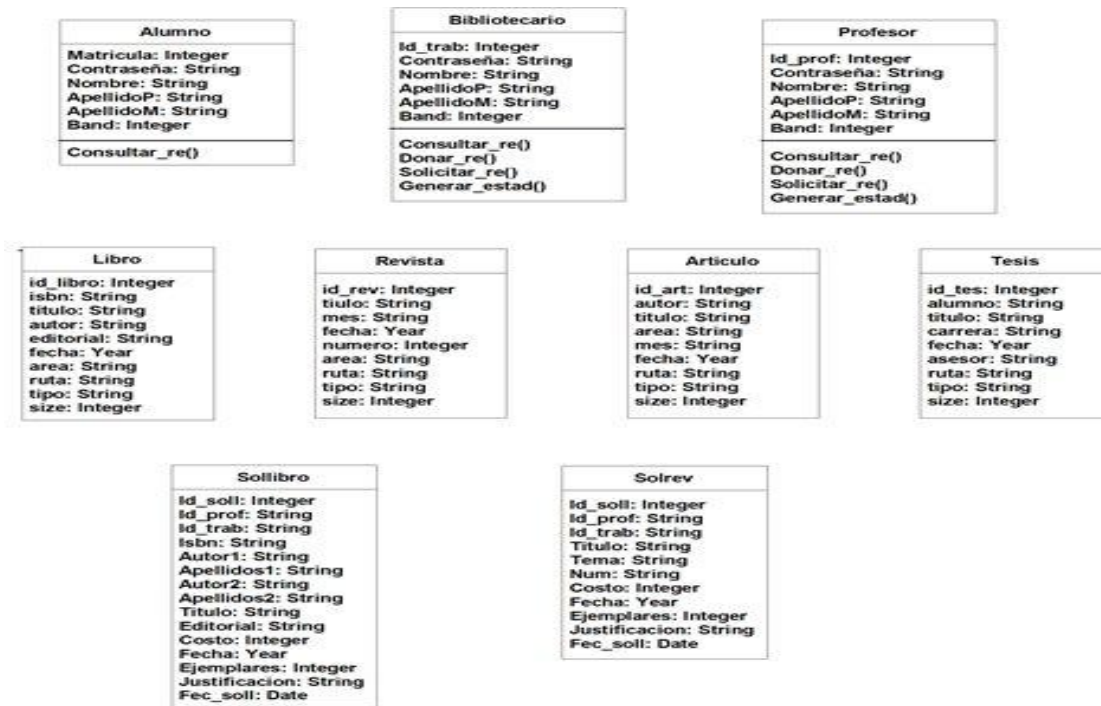 Alumno
Matricula: Integer
Contraseña: String
Nombre: String
ApellidoP: String
ApellidoM: String
Band: Integer
Consultar_re()
Bibliotecario
Id_trab: Integer
Contraseña: String
Nombre: String
ApellidoP: String
ApellidoM: String
Band: Integer
Consultar_re()
Donar_re()
Solicitar_re()
Generar_estad()
Profesor
Id_prof: Integer
Contraseña: String
Nombre: String
ApellidoP: String
ApellidoM: String
Band: Integer
Consultar_re()
Donar_re()
Solicitar_re()
Generar_estad()
Libro
id_libro: Integer
isbn: String
titulo: String
autor: String
editorial: String
fecha: Year
area: String
ruta: String
tipo: String
size: Integer
Revista
id_rev: Integer
tiulo: String
mes: String
fecha: Year
numero: Integer
area: String
ruta: String
tipo: String
size: Integer
Articulo
id_art: Integer
autor: String
titulo: String
area: String
mes: String
fecha: Year
ruta: String
tipo: String
size: Integer
Tesis
id_tes: Integer
alumno: String
titulo: String
carrera: String
fecha: Year
asesor: String
ruta: String
tipo: String
size: Integer
Sollibro
Id_soll: Integer
Id_prof: String
Id_trab: String
Isbn: String
Autor1: String
Apellidos1: String
Autor2: String
Apellidos2: String
Titulo: String
Editorial: String
Costo: Integer
Fecha: Year
Ejemplares: Integer
Justificacion: String
Fec_soll: Date
Solrev
Id_soll: Integer
Id_prof: String
Id_trab: String
Titulo: String
Tema: String
Num: String
Costo: Integer
Fecha: Year
Ejemplares: Integer
Justificacion: String
Fec_soll: Date